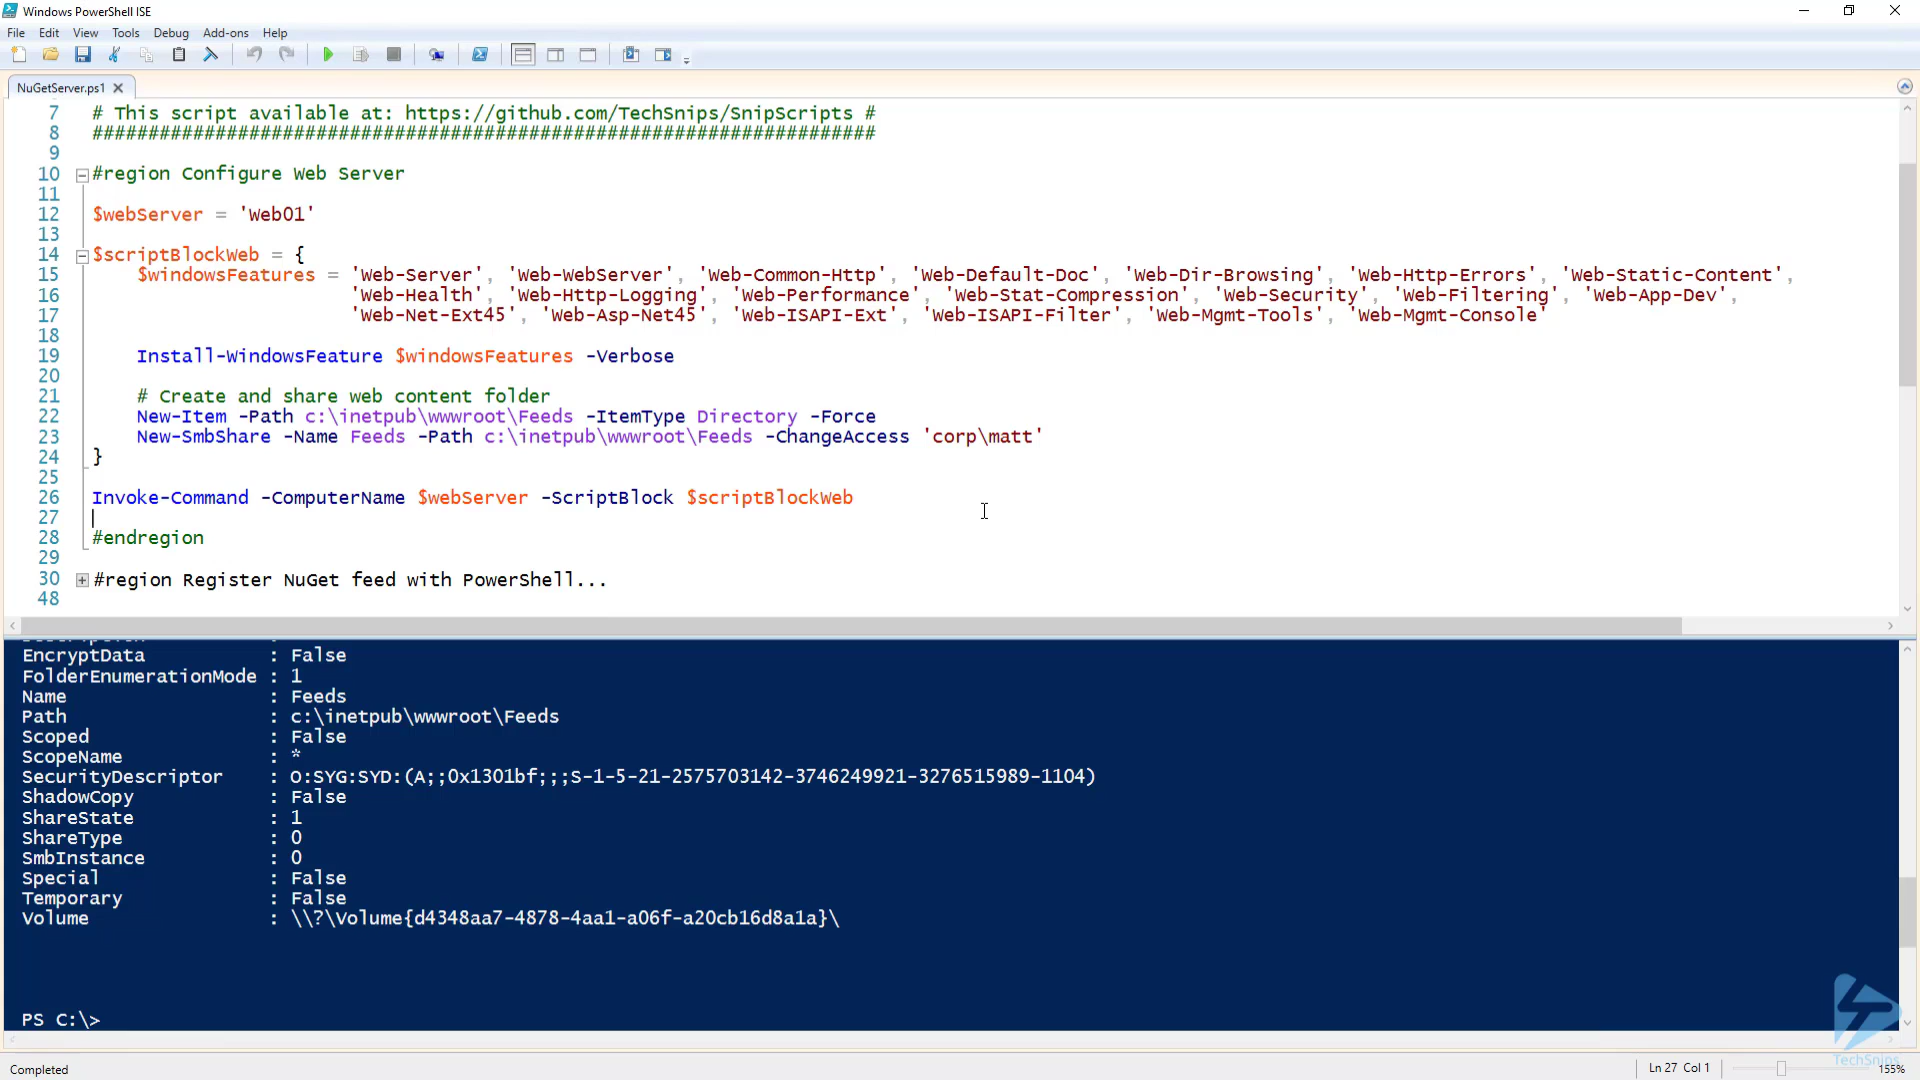 Windows PowerShell ISE
File Edit View Tools Debug Add-ons Help
NuGetServer.ps1
7 # This script available at: https://github.com/TechSnips/SnipScripts #
8 ######################################################################
9
10 #region Configure Web Server
11
12 $webServer = 'Web01'
13
14 $scriptBlockWeb = {
15 $windowsFeatures = 'Web-Server', 'Web-WebServer', 'Web-Common-Http', 'Web-Default-Doc', 'Web-Dir-Browsing', 'Web-Http-Errors', 'Web-Static-Content',
16 'Web-Health', 'Web-Http-Logging', 'Web-Performance', 'Web-Stat-Compression', 'Web-Security', 'Web-Filtering', 'Web-App-Dev',
17 'Web-Net-Ext45', 'Web-Asp-Net45', 'Web-ISAPI-Ext', 'Web-ISAPI-Filter', 'Web-Mgmt-Tools', 'Web-Mgmt-Console'
18
19 Install-WindowsFeature $windowsFeatures -Verbose
20
21 # Create and share web content folder
22 New-Item -Path c:\inetpub\wwwroot\Feeds -ItemType Directory -Force
23 New-SmbShare -Name Feeds -Path c:\inetpub\wwwroot\Feeds -ChangeAccess 'corp\matt'
24 }
25
26 Invoke-Command -ComputerName $webServer -ScriptBlock $scriptBlockWeb
27
28 #endregion
29
30 #region Register NuGet feed with PowerShell...
48
EncryptData : False
FolderEnumerationMode : 1
Name : Feeds
Path : c:\inetpub\wwwroot\Feeds
Scoped : False
ScopeName : *
SecurityDescriptor : O:SYG:SYD:(A;;0x1301bf;;;S-1-5-21-2575703142-3746249921-3276515989-1104)
ShadowCopy : False
ShareState : 1
ShareType : 0
SmbInstance : 0
Special : False
Temporary : False
Volume : \\?\Volume{d4348aa7-4878-4aa1-a06f-a20cb16d8a1a}\
PS C:\>
TechSnips
Completed
Ln 27 Col 1
155%